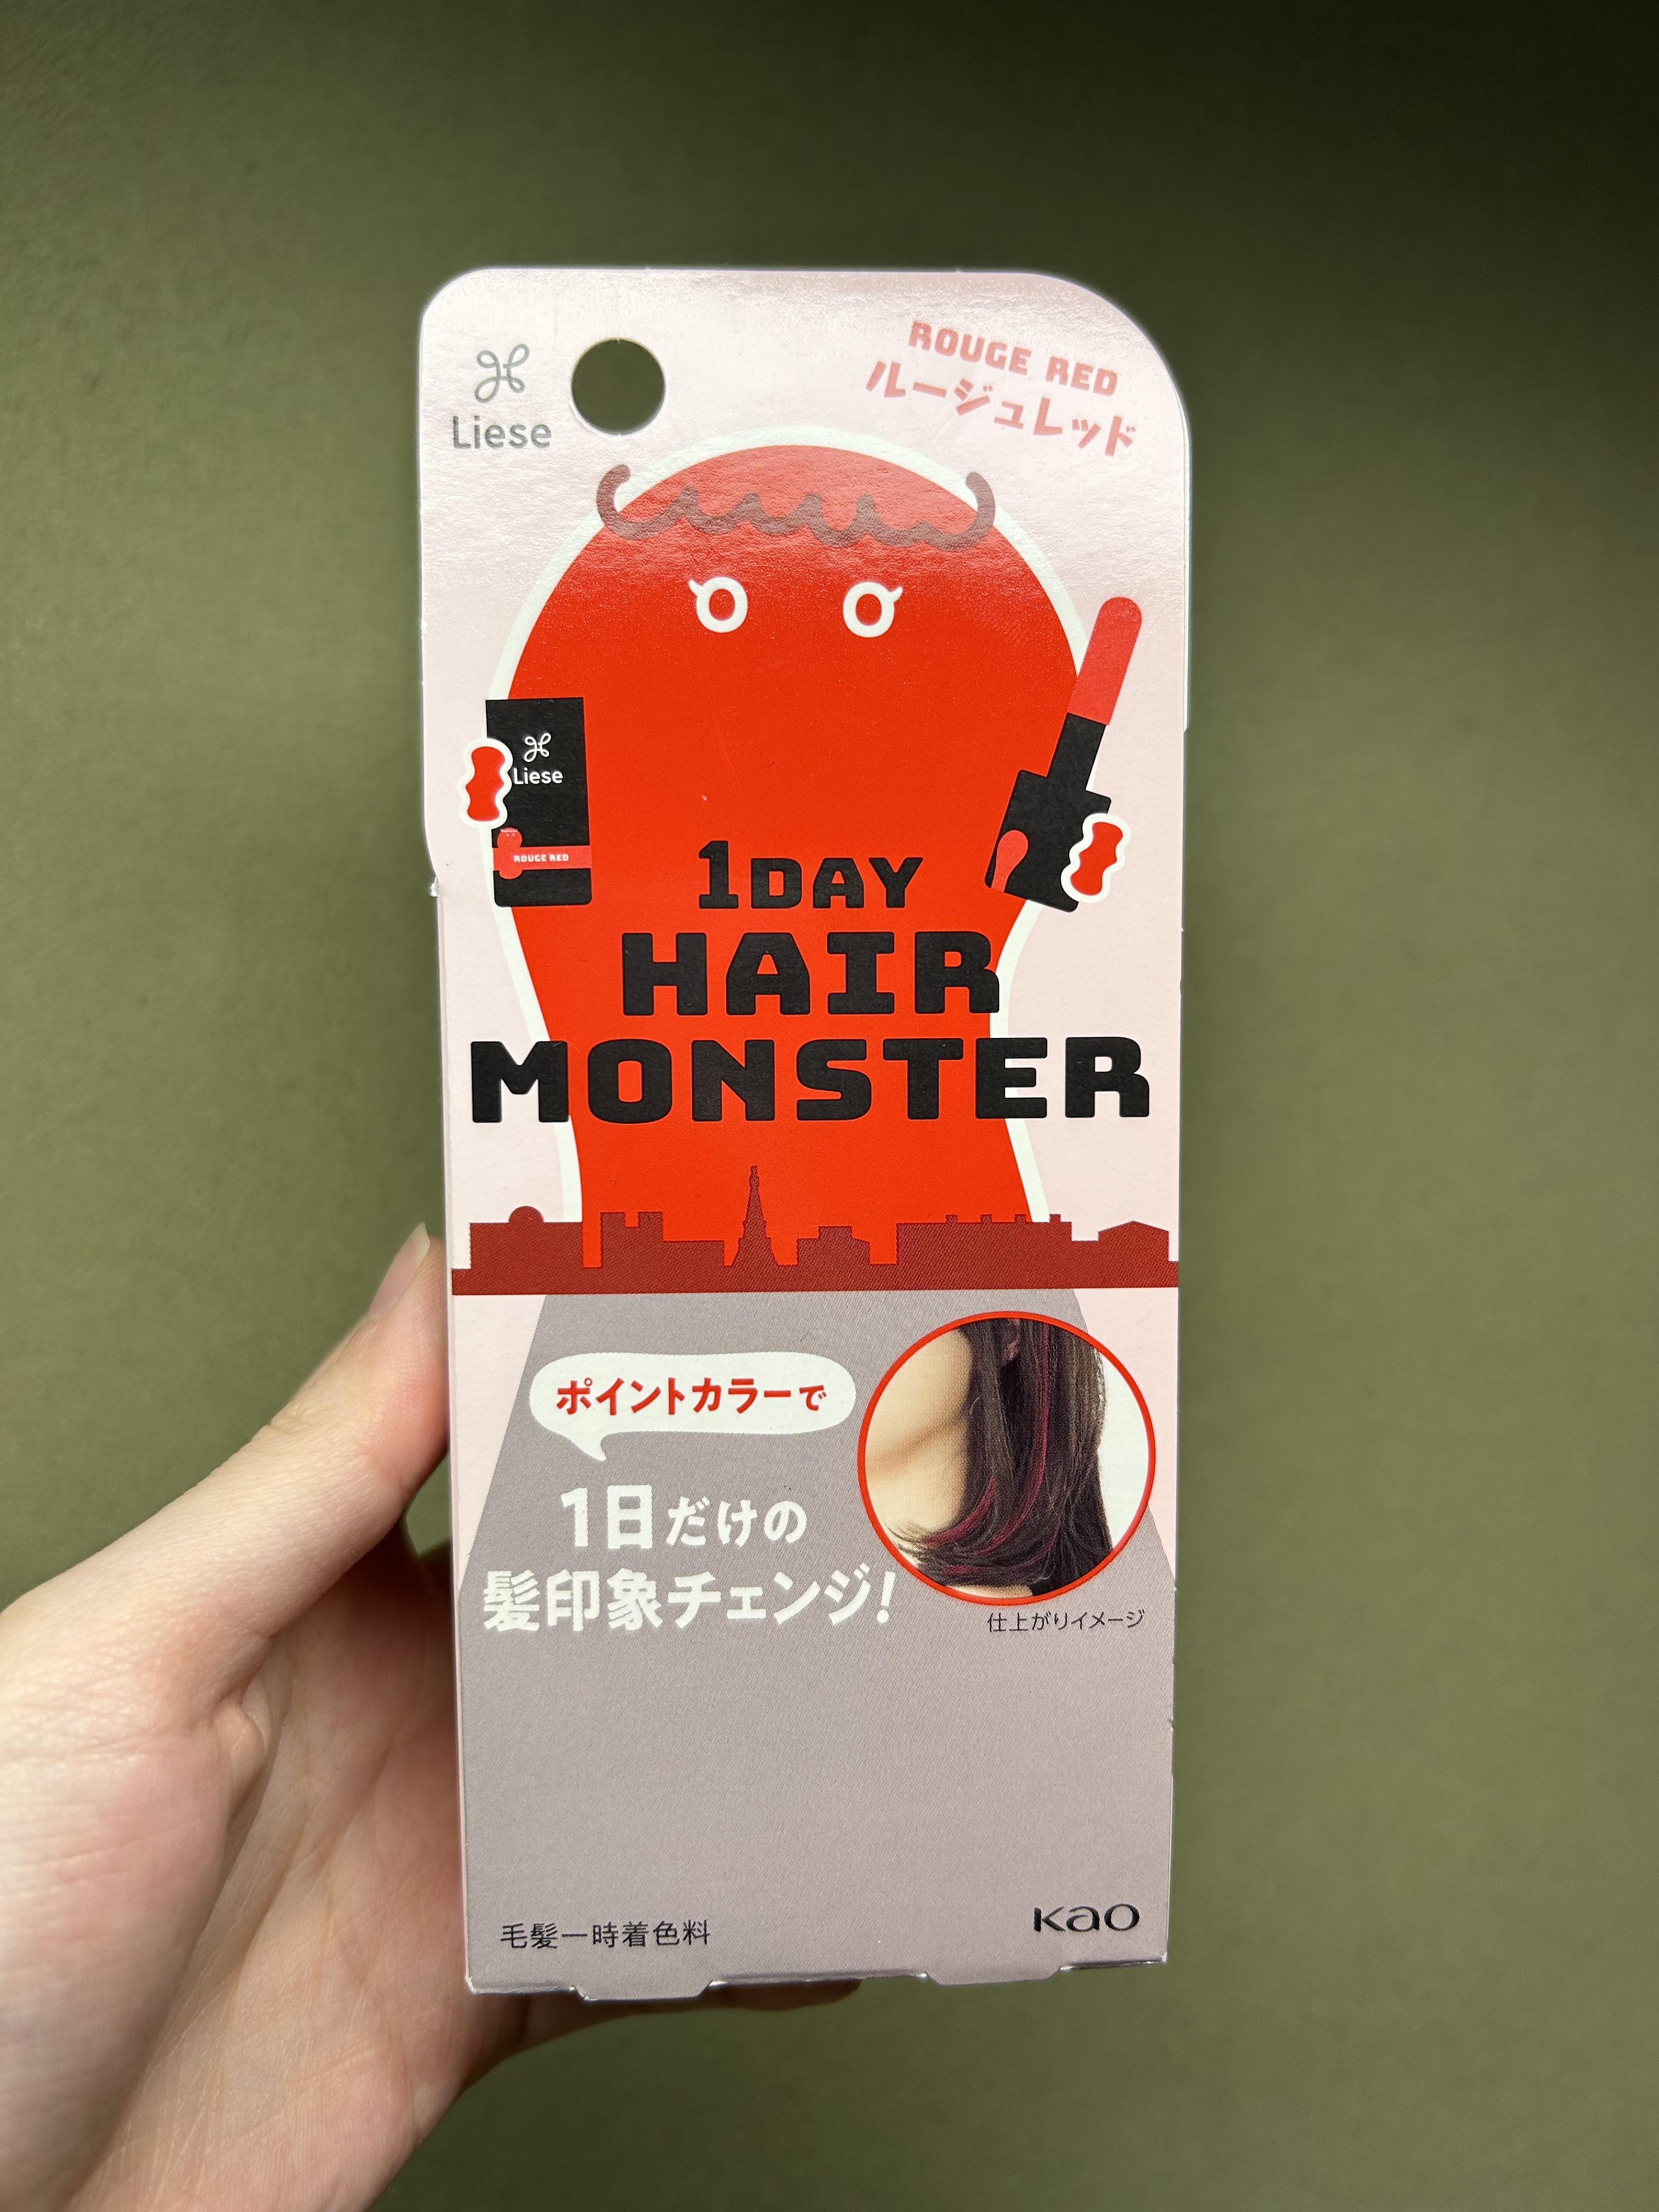 Liese
ROUGE RED
ルージュレッド
Liese
ROUGE RED
1DAY
HAIR
MONSTER
ポイントカラーで
1日だけの
髪印象チェンジ!
仕上がりイメージ
毛髪一時着色料
Kao